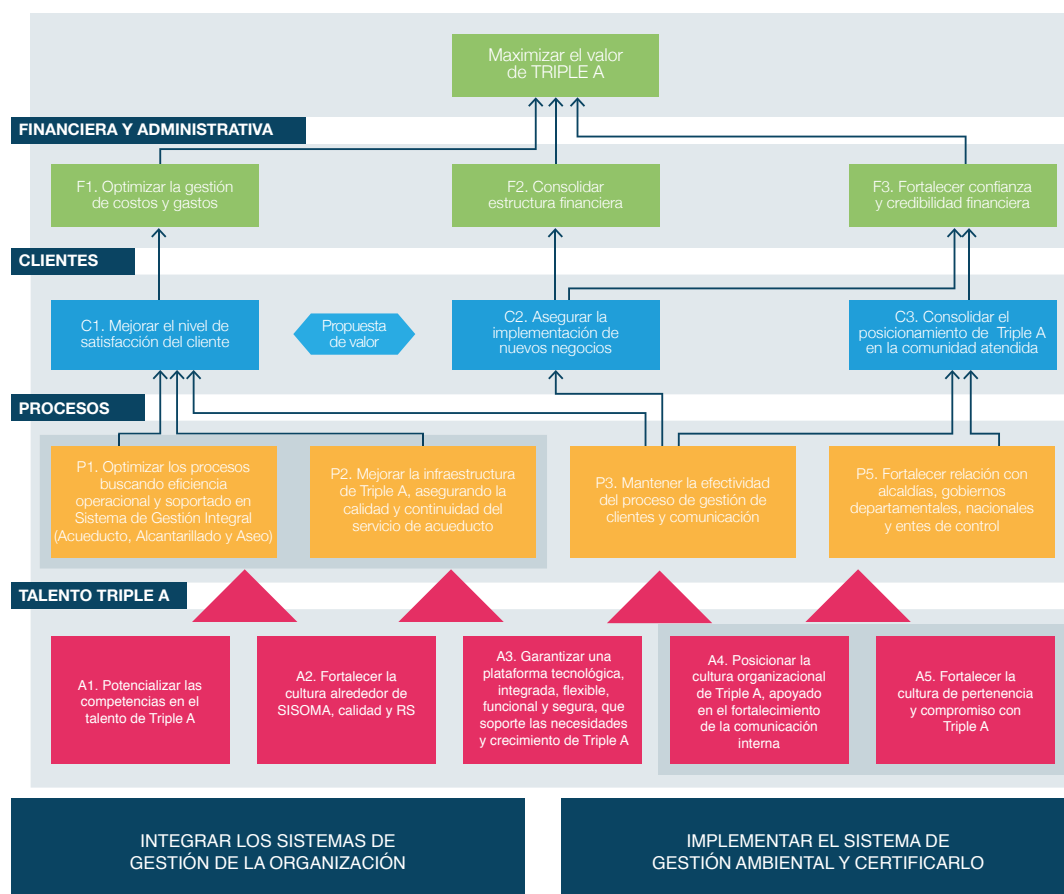 Maximizar el valor
de TRIPLE A
FINANCIERA Y ADMINISTRATIVA
F1. Optimizar la gestión
de costos y gastos
F2. Consolidar
estructura financiera
F3. Fortalecer confianza
y credibilidad financiera
CLIENTES
C1. Mejorar el nivel de
satisfacción del cliente
Propuesta
de valor
C2. Asegurar la
implementación de
nuevos negocios
C3. Consolidar el
posicionamiento de Triple A
en la comunidad atendida
PROCESOS
P1. Optimizar los procesos
buscando eficiencia
operacional y soportado en
Sistema de Gestión Integral
(Acueducto, Alcantarillado y Aseo)
P2. Mejorar la infraestructura
de Triple A, asegurando la
calidad y continuidad del
servicio de acueducto
P3. Mantener la efectividad
del proceso de gestión de
clientes y comunicación
P5. Fortalecer relación con
alcaldías, gobiernos
departamentales, nacionales
y entes de control
TALENTO TRIPLE A
A1. Potencializar las
competencias en el
talento de Triple A
A2. Fortalecer la
cultura alrededor de
SISOMA, calidad y RS
A3. Garantizar una
plataforma tecnológica,
integrada, flexible,
funcional y segura, que
soporte las necesidades
y crecimiento de Triple A
A4. Posicionar la
cultura organizacional
de Triple A, apoyado
en el fortalecimiento
de la comunicación
interna
A5. Fortalecer la
cultura de pertenencia
y compromiso con
Triple A
INTEGRAR LOS SISTEMAS DE
GESTIÓN DE LA ORGANIZACIÓN
IMPLEMENTAR EL SISTEMA DE
GESTIÓN AMBIENTAL Y CERTIFICARLO